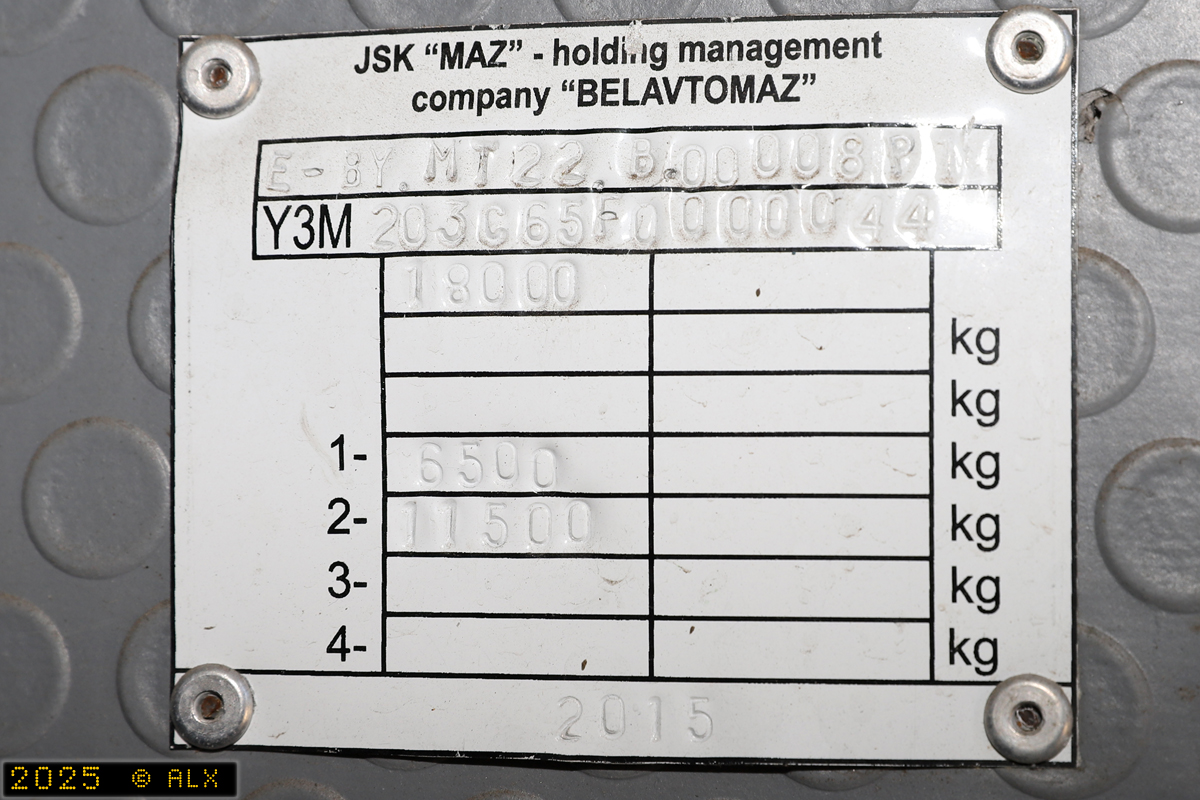 JSK “MAZ” - holding management
company “BELAVTOMAZ”
E-BY.MT22.B.00008P1
Y3M 203C65F0000044
18000
kg
kg
1- 6500 kg
2- 11500 kg
3- kg
4- kg
2015
2025 © ALX